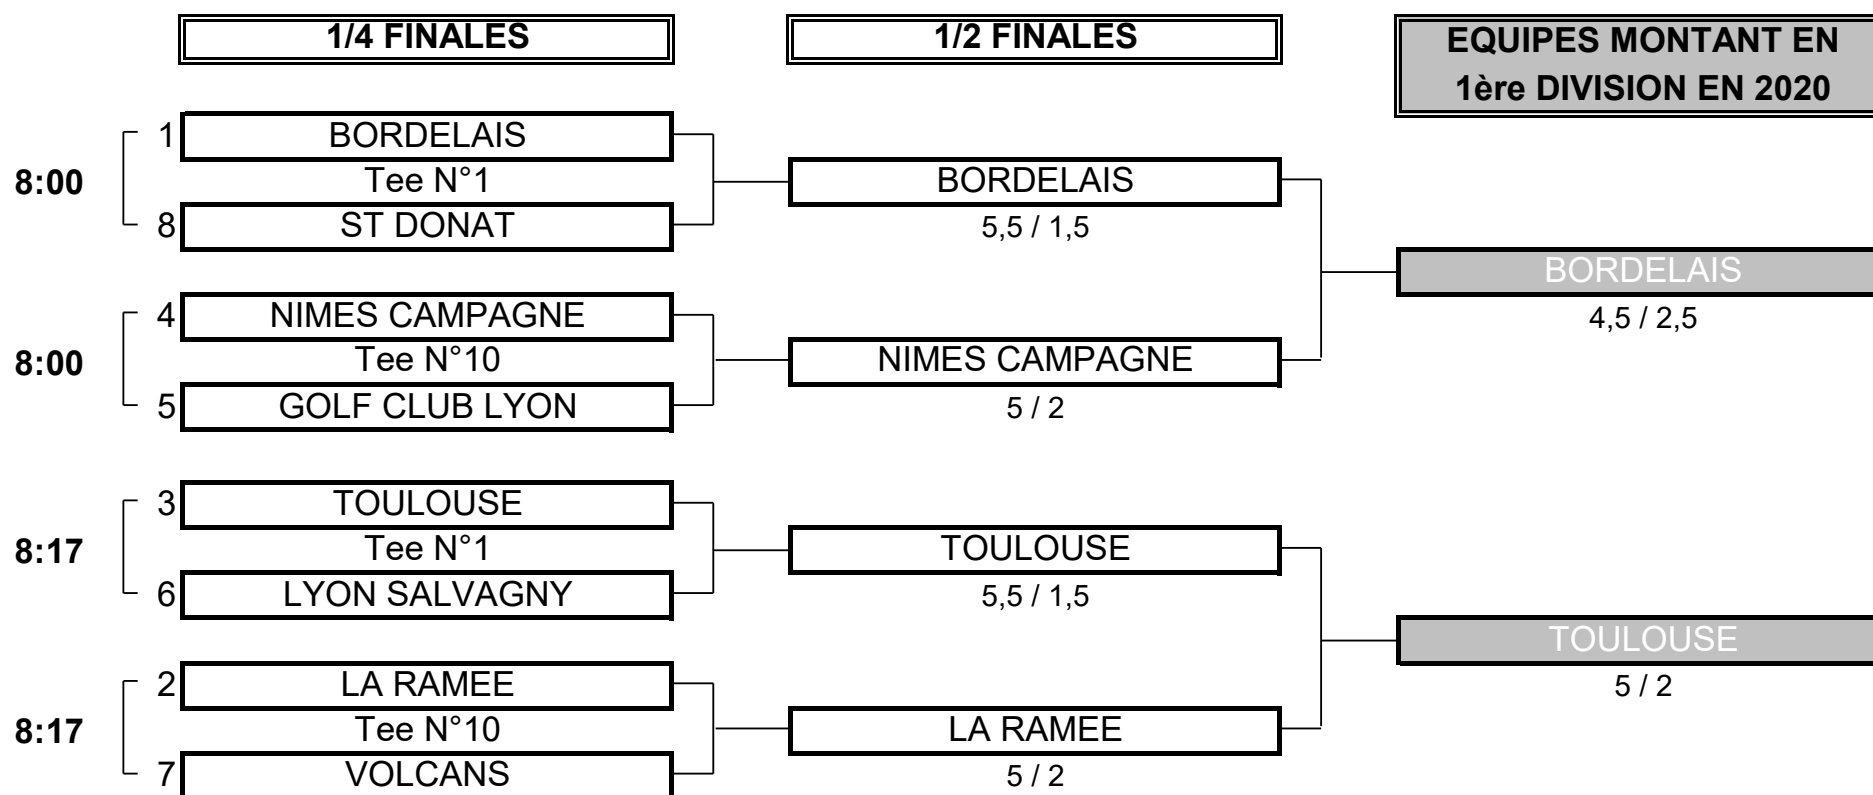 1/4 FINALES
1/2 FINALES
EQUIPES MONTANT EN
1ère DIVISION EN 2020
8:00
1 BORDELAIS
Tee N°1
8 ST DONAT
BORDELAIS
5,5 / 1,5
8:00
4 NIMES CAMPAGNE
Tee N°10
5 GOLF CLUB LYON
NIMES CAMPAGNE
5 / 2
BORDELAIS
4,5 / 2,5
8:17
3 TOULOUSE
Tee N°1
6 LYON SALVAGNY
TOULOUSE
5,5 / 1,5
8:17
2 LA RAMEE
Tee N°10
7 VOLCANS
LA RAMEE
5 / 2
TOULOUSE
5 / 2